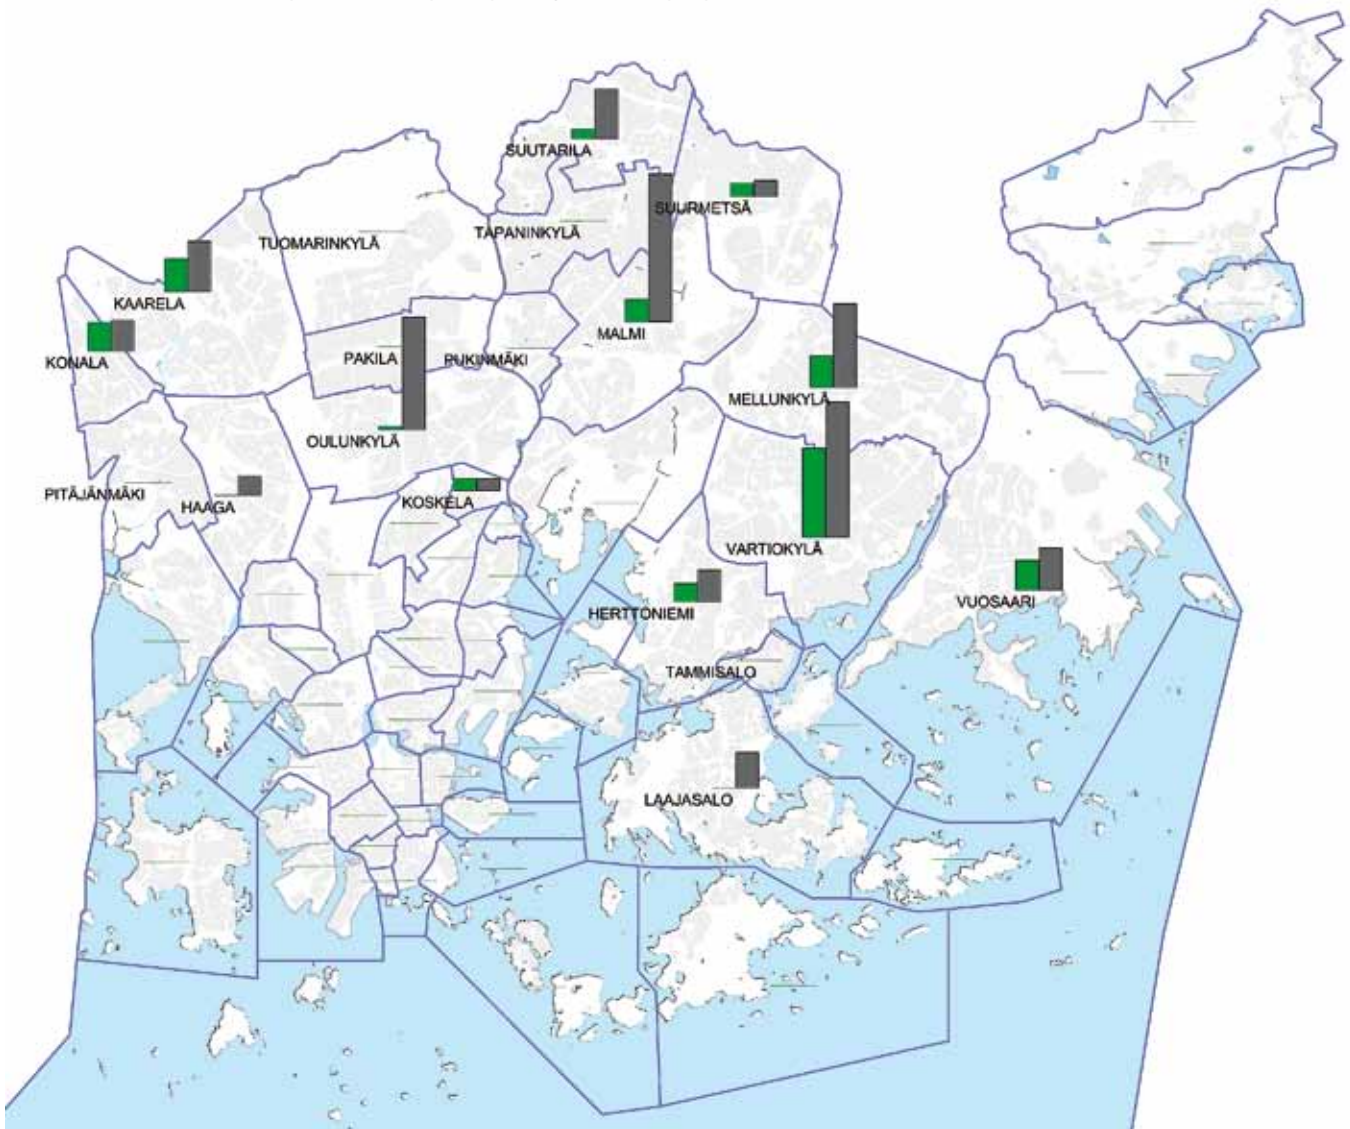 SUUTARILA
SUURMETSÄ
TAPANINKYLÄ
TUOMARINKYLÄ
KAARELA
MALMI
KONALA
PAKILA
PUKINMÄKI
MELLUNKYLÄ
OULUNKYLÄ
PITÄJÄNMÄKI
HAAGA
KOSKELA
VARTIOKYLÄ
VUOSAARI
HERTTONIEMI
TAMMISALO
LAAJASALO